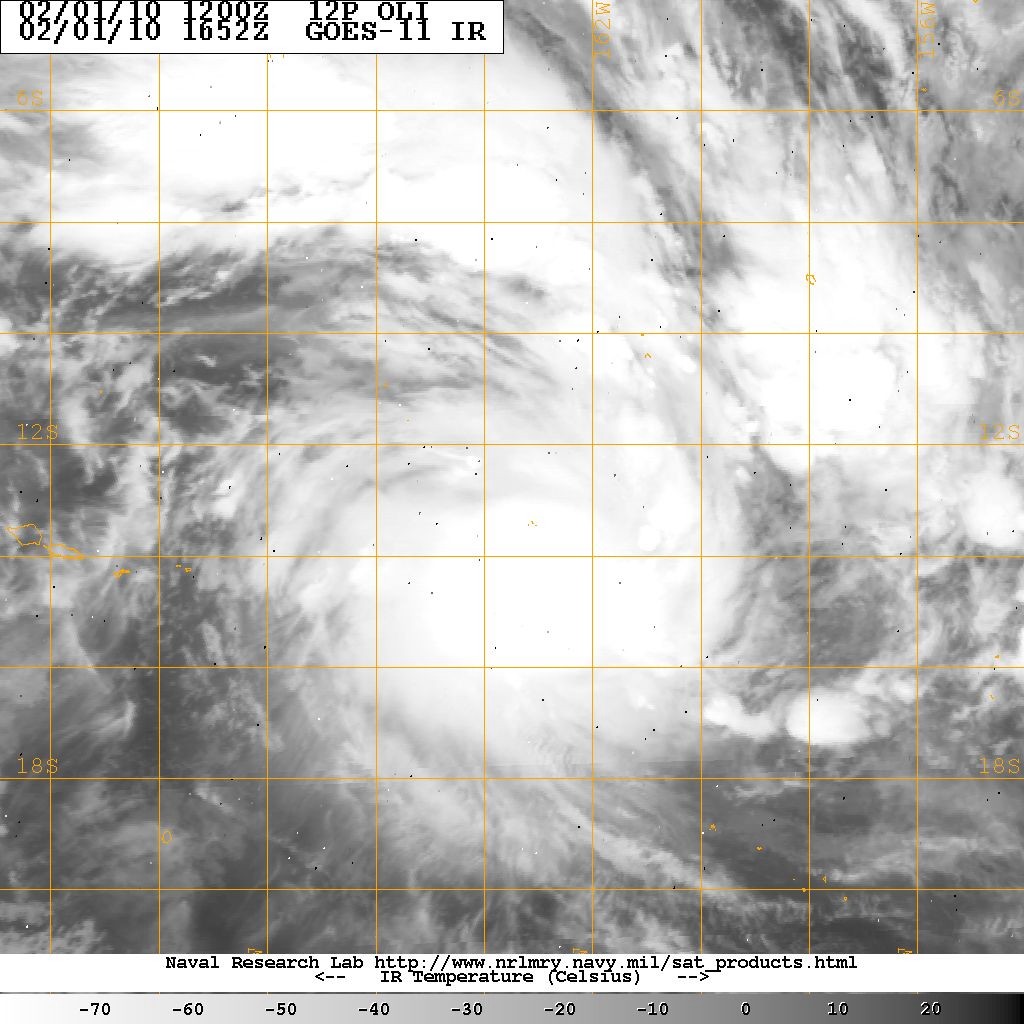 02/01/10 1200Z 12P OLI
02/01/10 1652Z GOES-11 IR
162W
156W
6S 6S
12S 12S
18S 18S
Naval Research Lab http://www.nrlmry.navy.mil/sat_products.html
<-- IR Temperature (Celsius) -->
-70 -60 -50 -40 -30 -20 -10 0 10 20